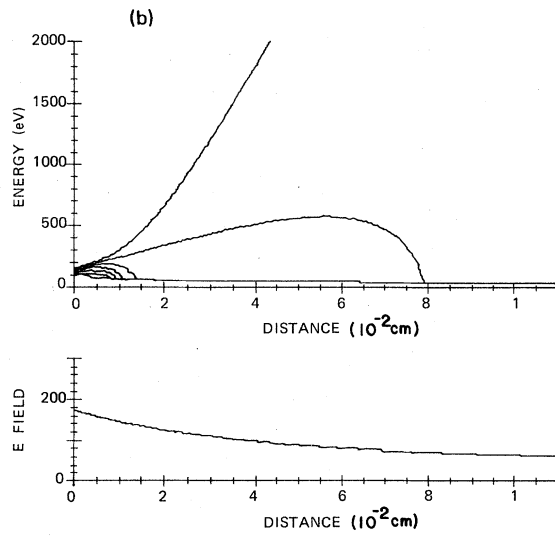 (b)
2000
1500
1000
500
0
ENERGY (eV)
0 2 4 6 8 1
DISTANCE (10⁻²cm)
200
0
E FIELD
0 2 4 6 8 1
DISTANCE (10⁻²cm)